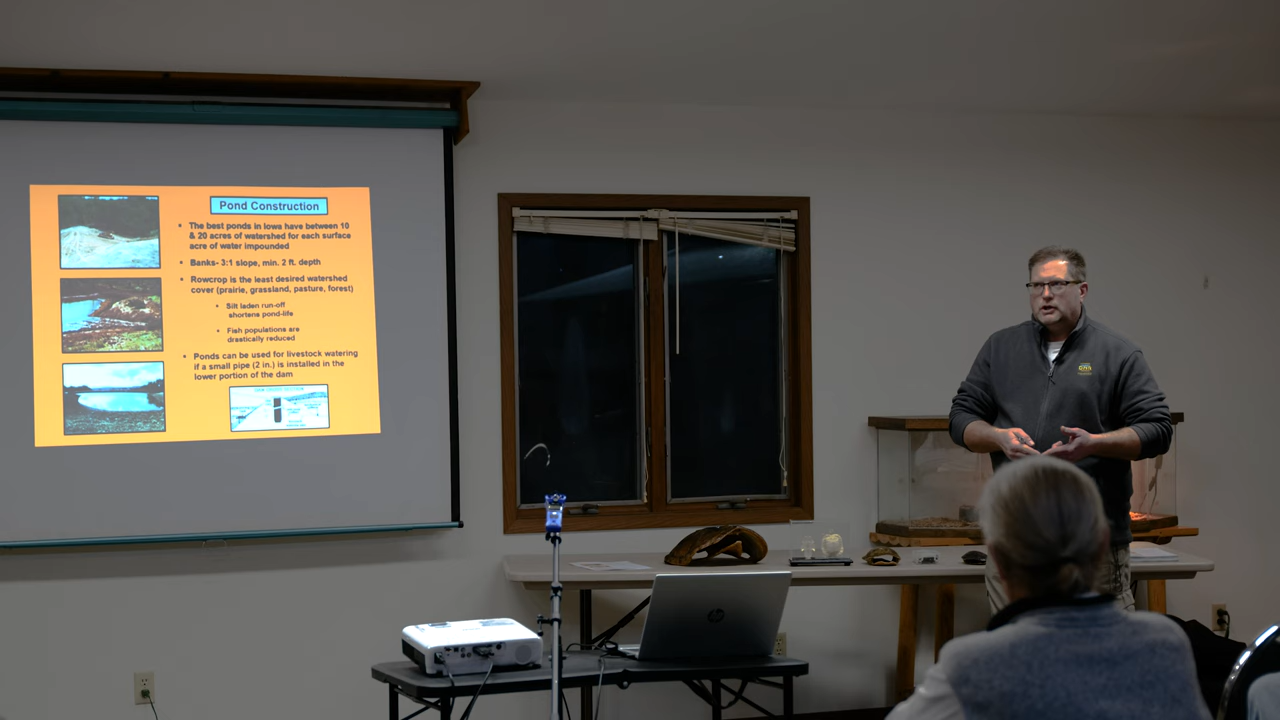 Pond Construction
• The best ponds in Iowa have between 10
& 20 acres of watershed for each surface
acre of water impounded
• Banks- 3:1 slope, min. 2 ft. depth
• Rowcrop is the least desired watershed
cover (prairie, grassland, pasture, forest)
• Silt laden run-off
shortens pond-life
• Fish populations are
drastically reduced
• Ponds can be used for livestock watering
if a small pipe (2 in.) is installed in the
lower portion of the dam
hp